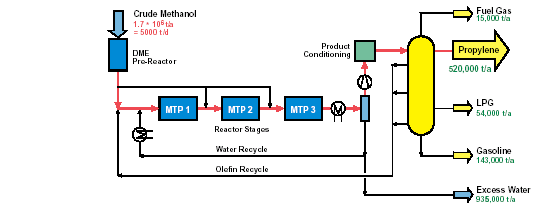 Crude Methanol
1.7 * 10⁶ t/a
= 5000 t/d
DME
Pre-Reactor
MTP 1
MTP 2
MTP 3
Reactor Stages
Water Recycle
Olefin Recycle
Product
Conditioning
Fuel Gas
15,000 t/a
Propylene
520,000 t/a
LPG
54,000 t/a
Gasoline
143,000 t/a
Excess Water
935,000 t/a